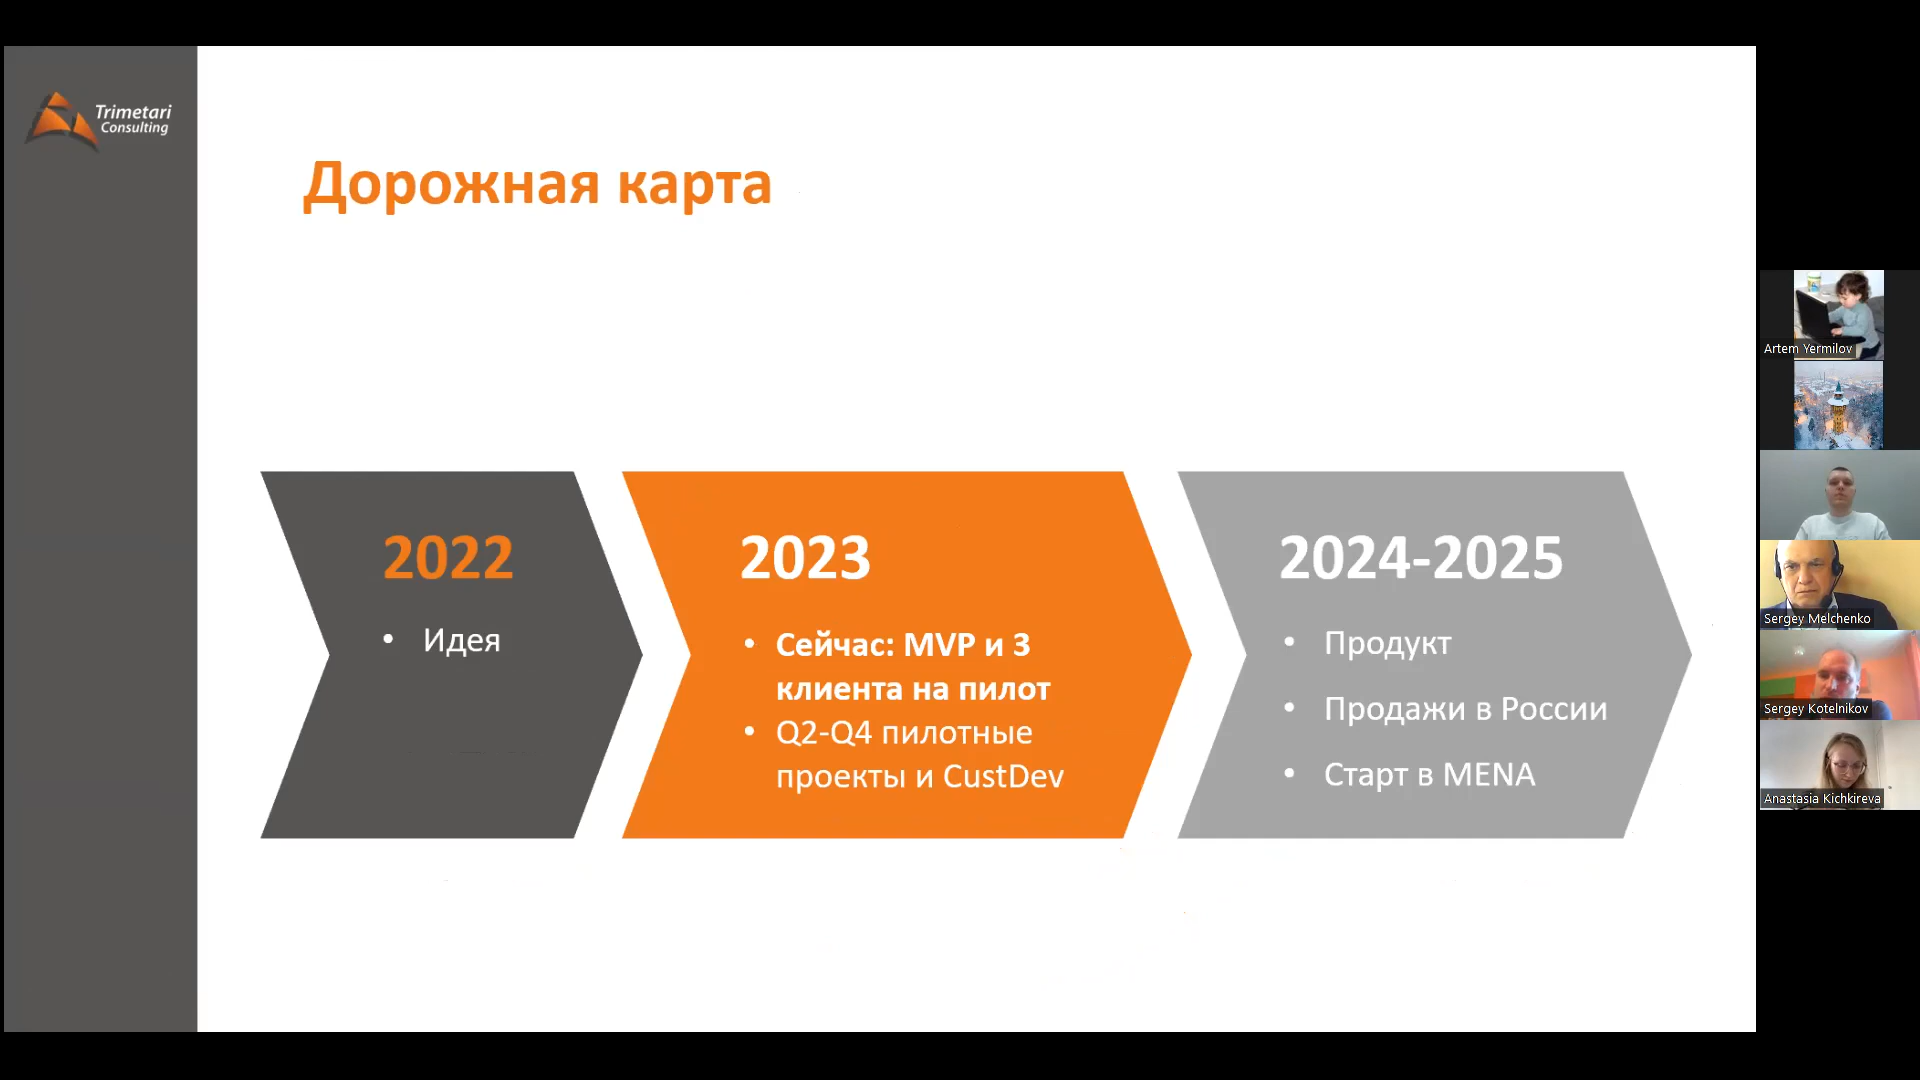 Trimetari
Consulting
Дорожная карта
2022
• Идея
2023
• Сейчас: MVP и 3
клиента на пилот
• Q2-Q4 пилотные
проекты и CustDev
2024-2025
• Продукт
• Продажи в России
• Старт в MENA
Artem Yermilov
Sergey Melchenko
Sergey Kotelnikov
Anastasia Kichkireva